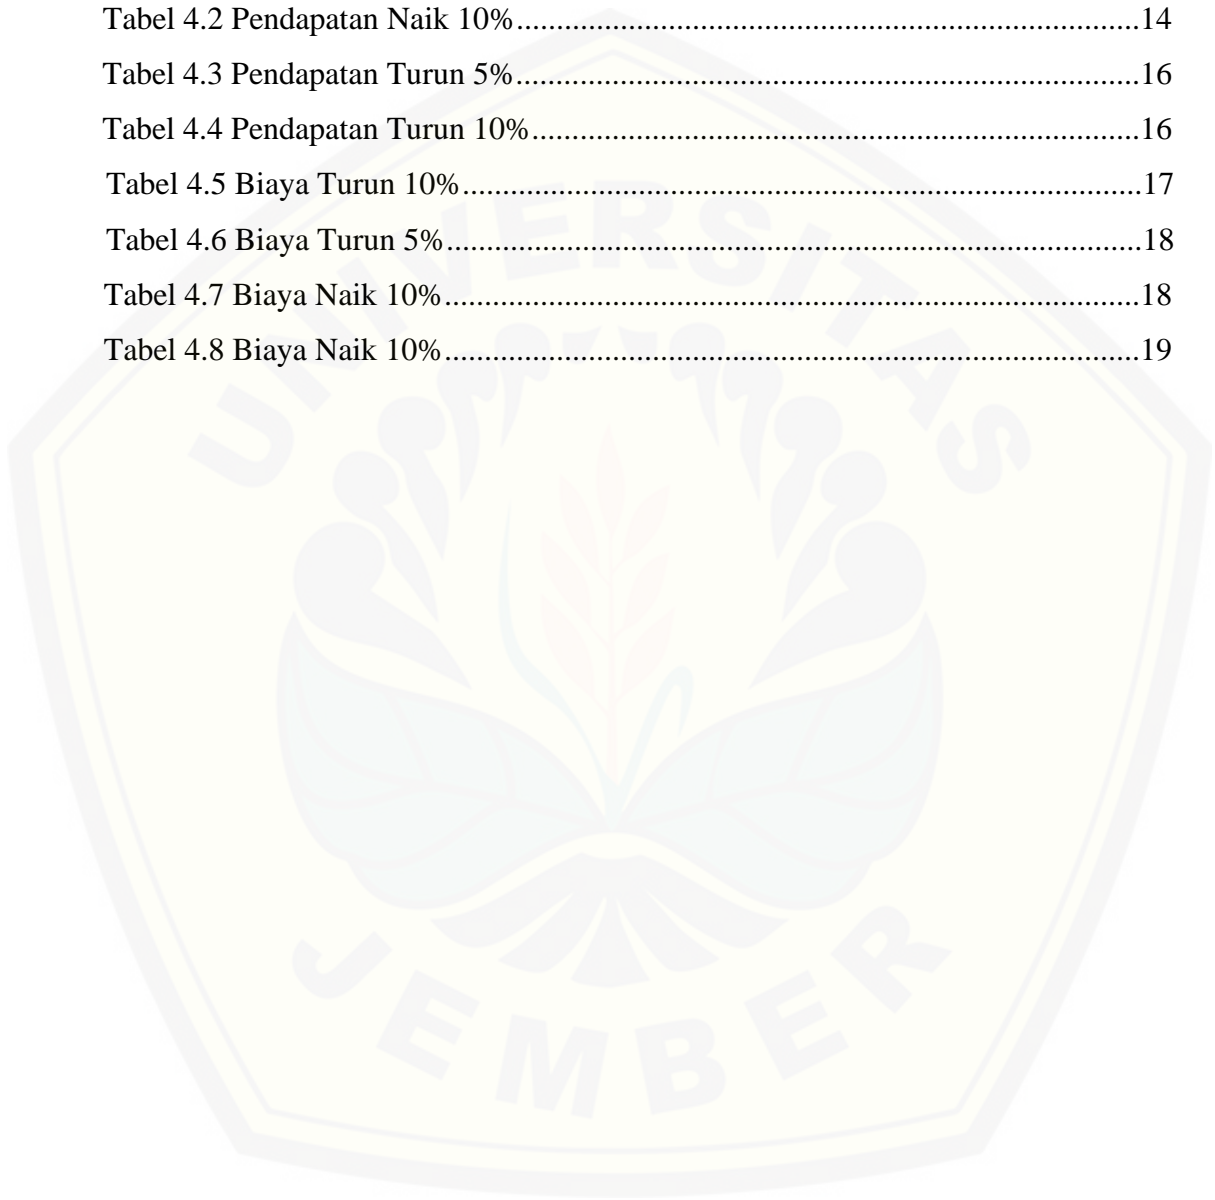 Tabel 4.2 Pendapatan Naik 10%..............................................................................14
Tabel 4.3 Pendapatan Turun 5%..............................................................................16
Tabel 4.4 Pendapatan Turun 10%............................................................................16
Tabel 4.5 Biaya Turun 10%.....................................................................................17
Tabel 4.6 Biaya Turun 5%.......................................................................................18
Tabel 4.7 Biaya Naik 10%.......................................................................................18
Tabel 4.8 Biaya Naik 10%.......................................................................................19
UNIVERSITAS
JEMBER